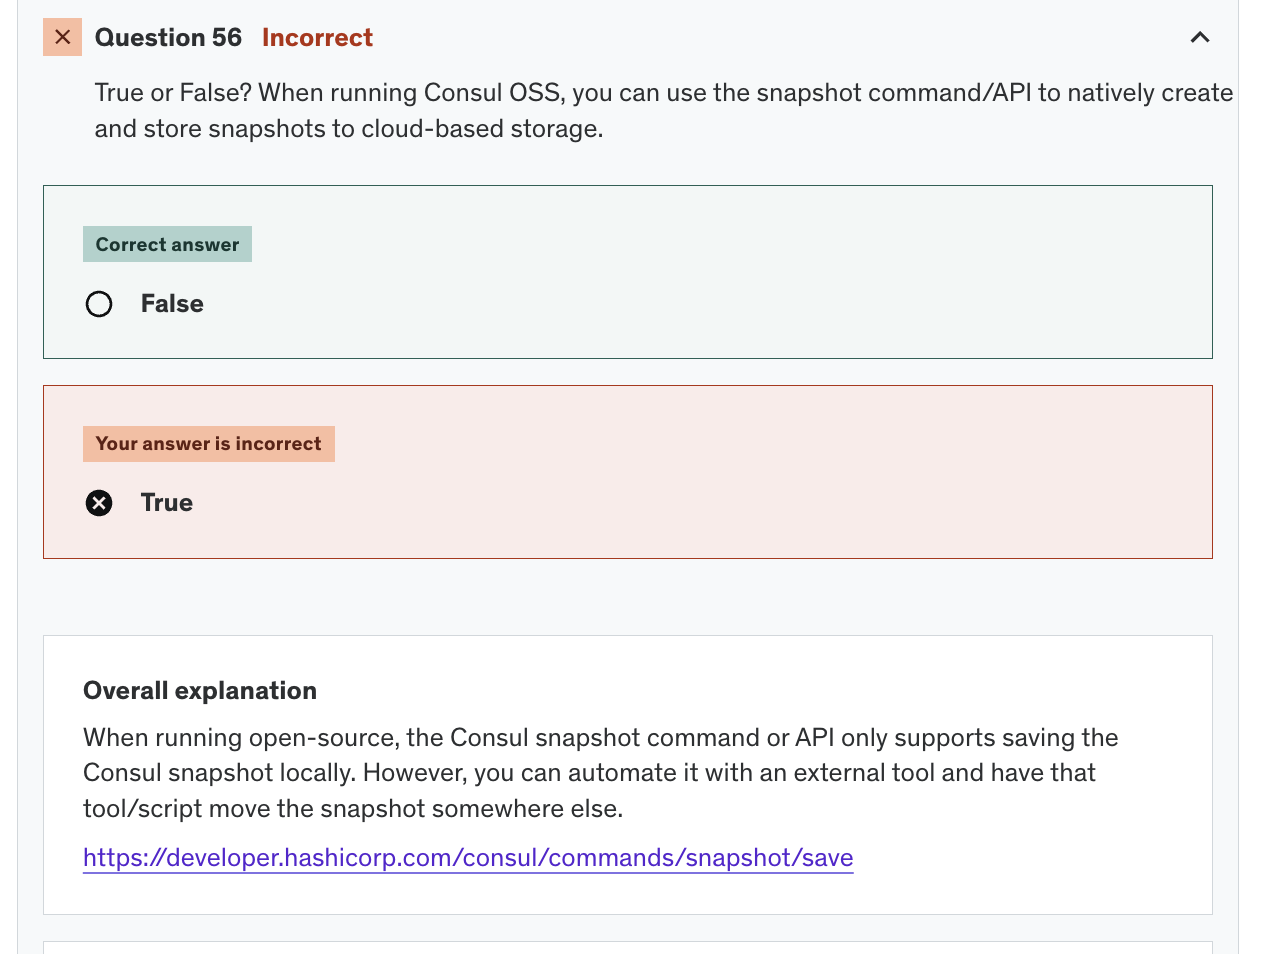 Question 56 Incorrect
True or False? When running Consul OSS, you can use the snapshot command/API to natively create
and store snapshots to cloud-based storage.
Correct answer
False
Your answer is incorrect
True
Overall explanation
When running open-source, the Consul snapshot command or API only supports saving the
Consul snapshot locally. However, you can automate it with an external tool and have that
tool/script move the snapshot somewhere else.
https://developer.hashicorp.com/consul/commands/snapshot/save